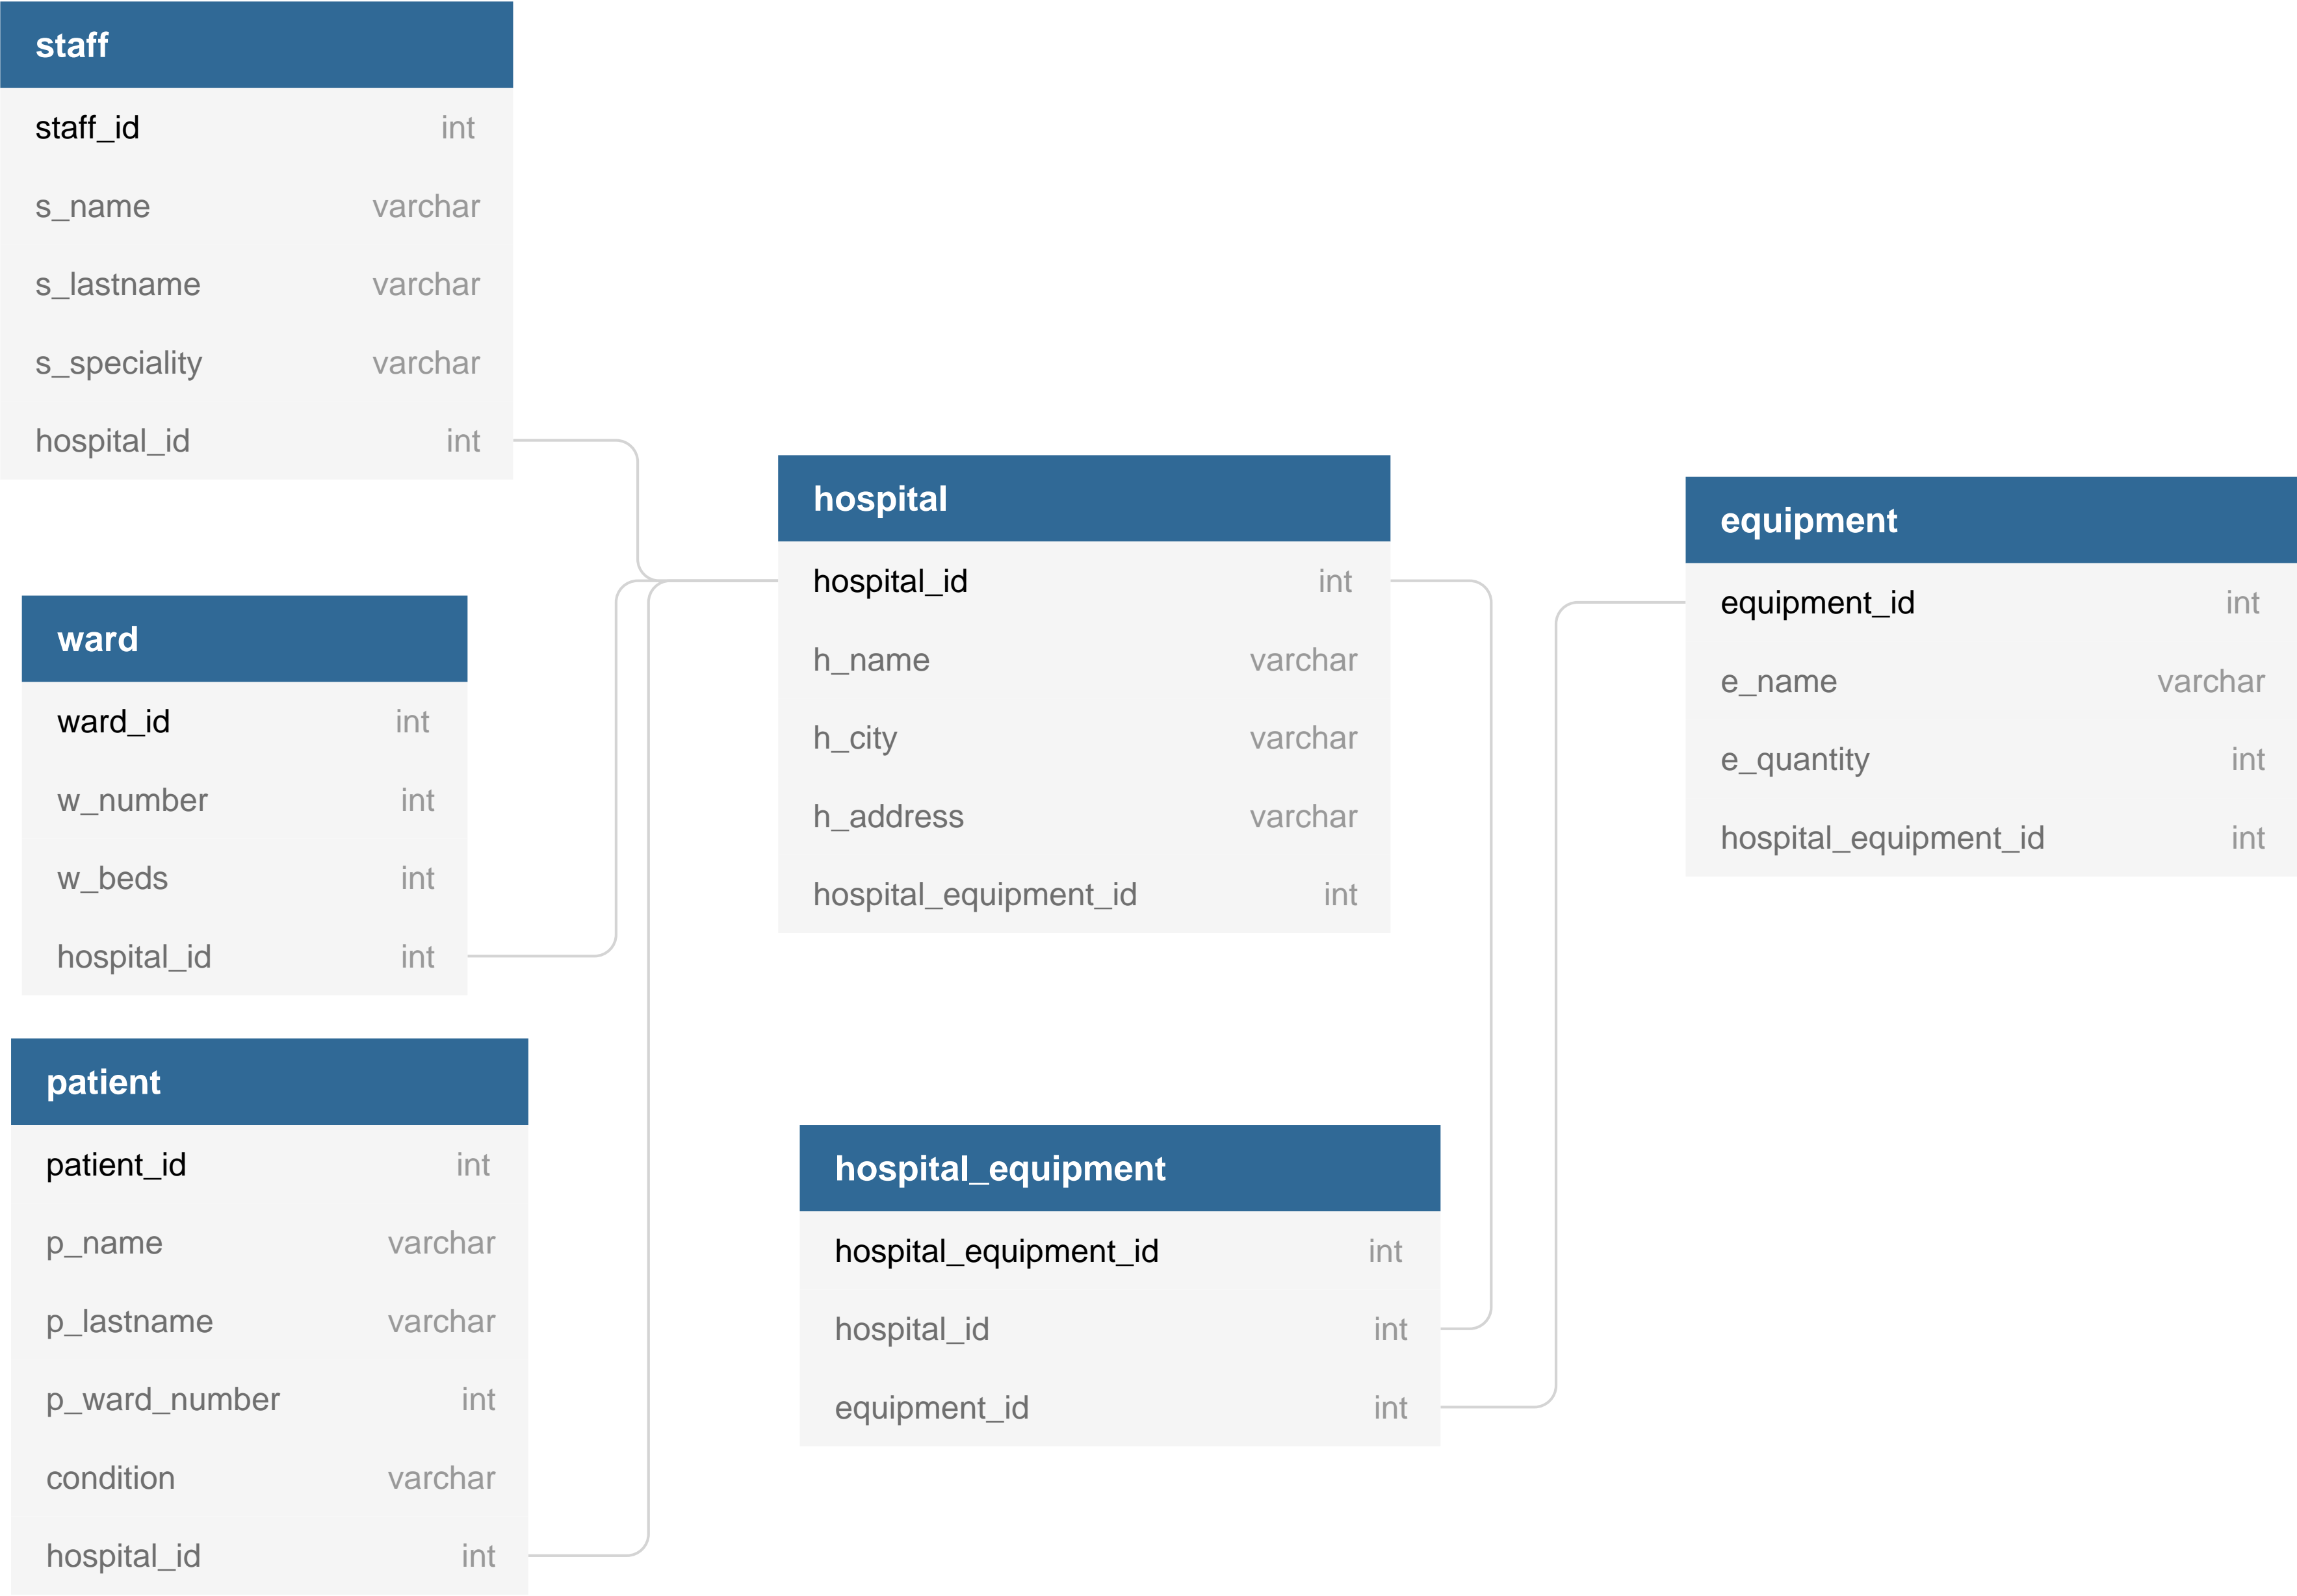 staff
staff_id int
s_name varchar
s_lastname varchar
s_speciality varchar
hospital_id int
ward
ward_id int
w_number int
w_beds int
hospital_id int
patient
patient_id int
p_name varchar
p_lastname varchar
p_ward_number int
condition varchar
hospital_id int
hospital
hospital_id int
h_name varchar
h_city varchar
h_address varchar
hospital_equipment_id int
hospital_equipment
hospital_equipment_id int
hospital_id int
equipment_id int
equipment
equipment_id int
e_name varchar
e_quantity int
hospital_equipment_id int